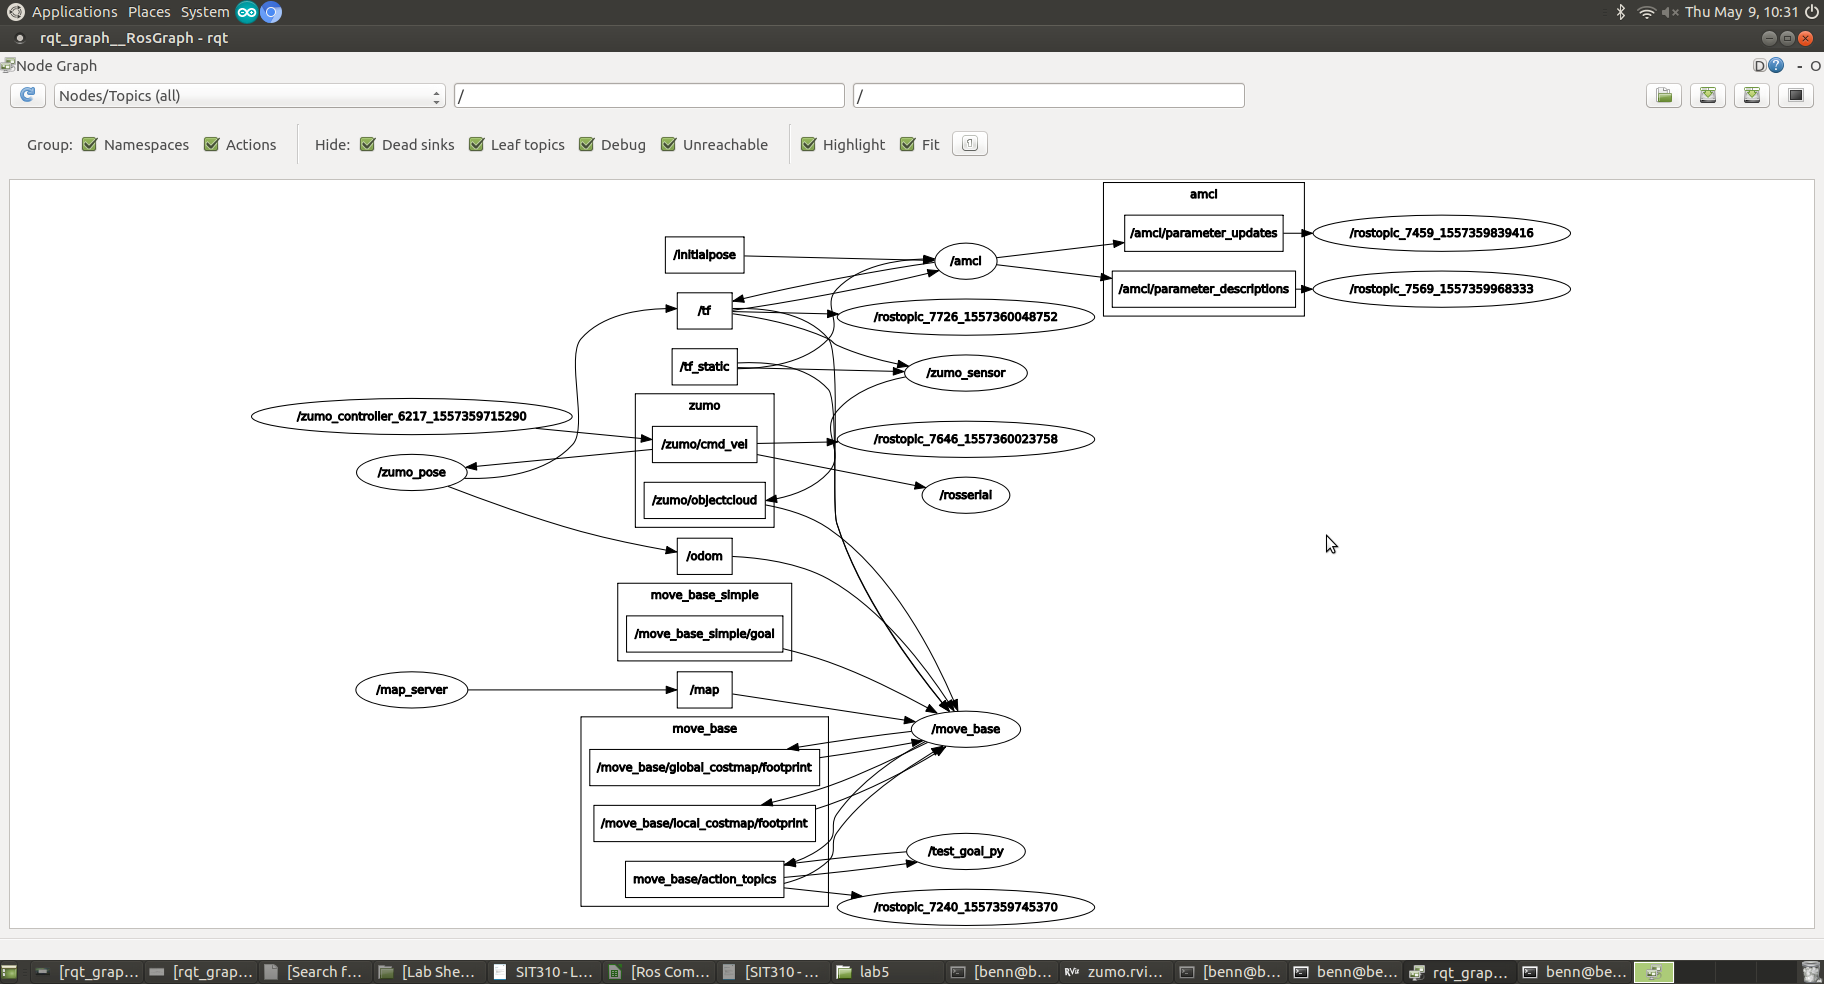 Applications Places System
Thu May 9, 10:31
rqt_graph__RosGraph - rqt
Node Graph
D ? - O
Nodes/Topics (all)
/
/
Group: Namespaces Actions Hide: Dead sinks Leaf topics Debug Unreachable Highlight Fit
amcl
/amcl/parameter_updates
/rostopic_7459_1557359839416
/initialpose
/amcl
/amcl/parameter_descriptions
/rostopic_7569_1557359968333
/tf
/rostopic_7726_1557360048752
/tf_static
/zumo_sensor
zumo
/zumo_controller_6217_1557359715290
/zumo/cmd_vel
/rostopic_7646_1557360023758
/zumo_pose
/zumo/objectcloud
/rosserial
/odom
move_base_simple
/move_base_simple/goal
/map_server
/map
move_base
/move_base
/move_base/global_costmap/footprint
/move_base/local_costmap/footprint
/test_goal_py
move_base/action_topics
/rostopic_7240_1557359745370
[rqt_grap...
[rqt_grap...
[Search f...
[Lab She...
SIT310 - L...
[Ros Com...
[SIT310 - ...
lab5
[benn@b...
RViz
zumo.rvi...
[benn@b...
benn@be...
rqt_grap...
benn@be...